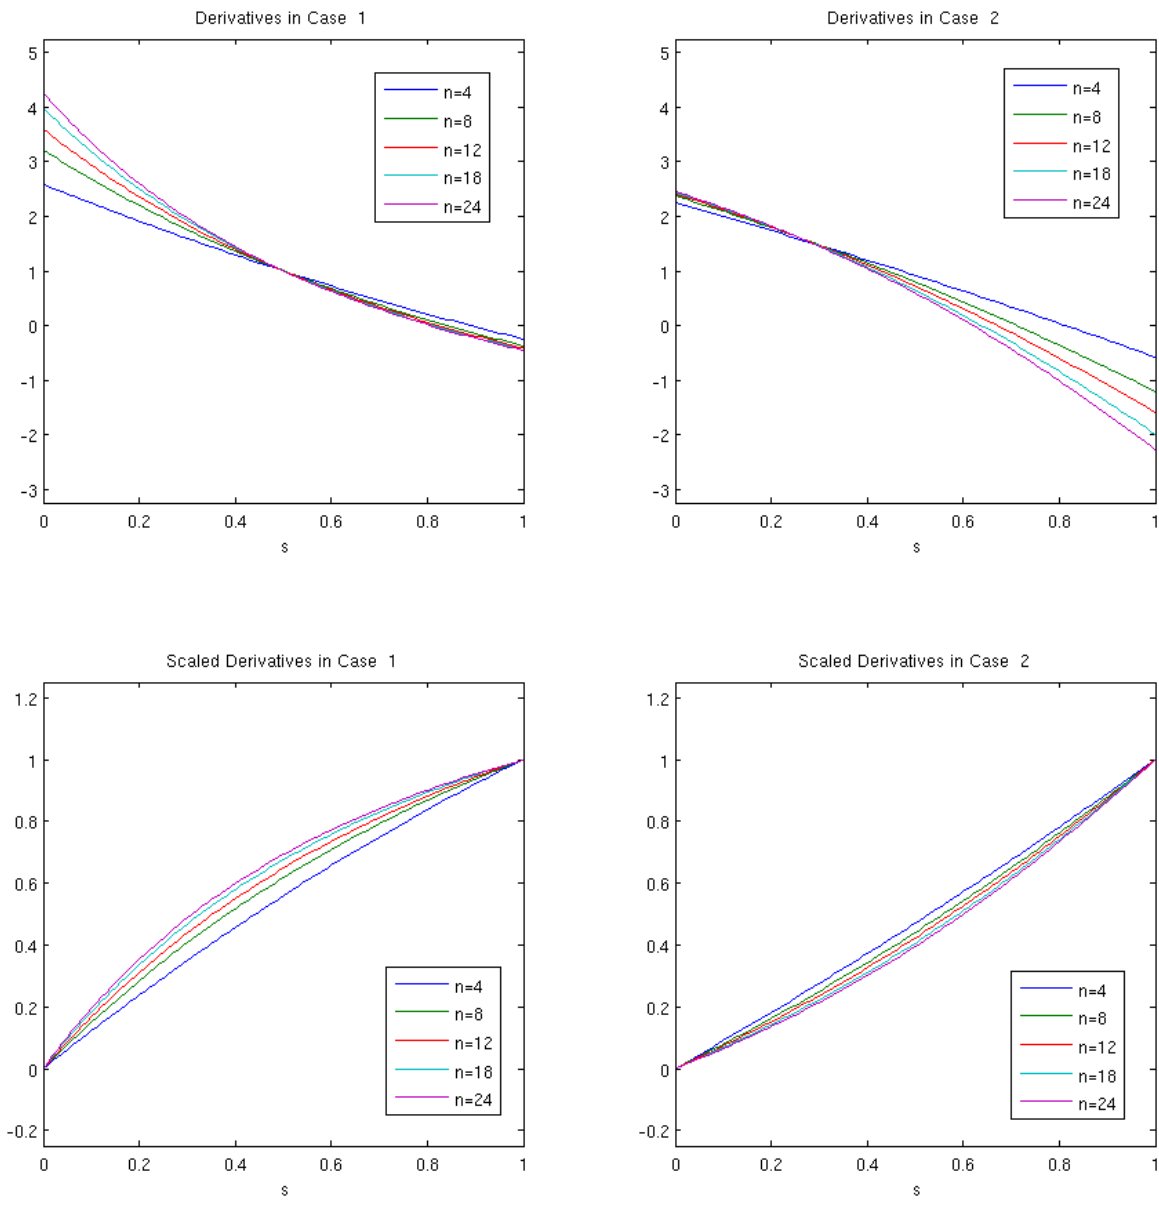 Derivatives in Case 1
5
4
3
2
1
0
-1
-2
-3
0 0.2 0.4 0.6 0.8 1
s
n=4
n=8
n=12
n=18
n=24
Derivatives in Case 2
5
4
3
2
1
0
-1
-2
-3
0 0.2 0.4 0.6 0.8 1
s
n=4
n=8
n=12
n=18
n=24
Scaled Derivatives in Case 1
1.2
1
0.8
0.6
0.4
0.2
0
-0.2
0 0.2 0.4 0.6 0.8 1
s
n=4
n=8
n=12
n=18
n=24
Scaled Derivatives in Case 2
1.2
1
0.8
0.6
0.4
0.2
0
-0.2
0 0.2 0.4 0.6 0.8 1
s
n=4
n=8
n=12
n=18
n=24